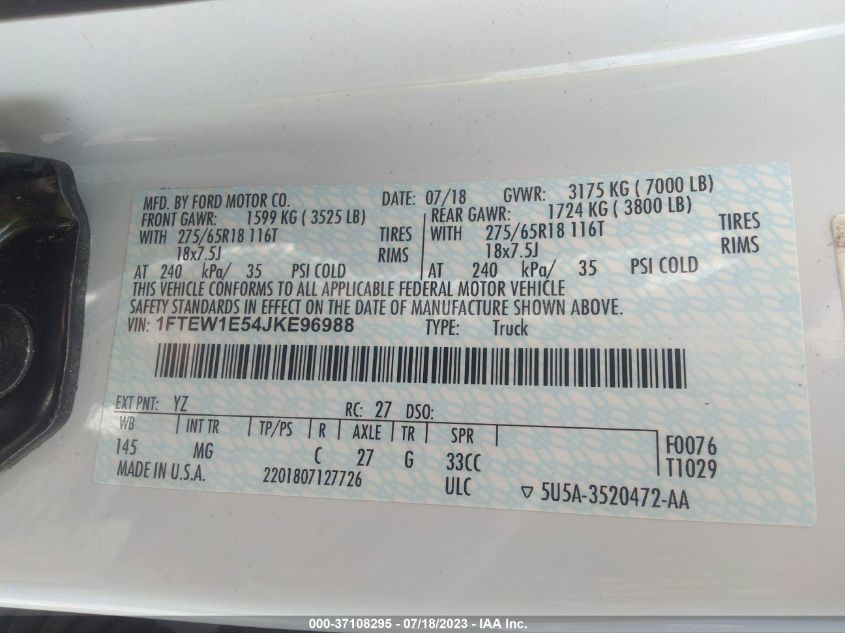 MFD. BY FORD MOTOR CO. DATE: 07/18 GVWR: 3175 KG ( 7000 LB)
FRONT GAWR: 1599 KG ( 3525 LB) REAR GAWR: 1724 KG ( 3800 LB)
WITH 275/65R18 116T TIRES WITH 275/65R18 116T TIRES
18x7.5J RIMS 18x7.5J RIMS
AT 240 kPa/ 35 PSI COLD AT 240 kPa/ 35 PSI COLD
THIS VEHICLE CONFORMS TO ALL APPLICABLE FEDERAL MOTOR VEHICLE
SAFETY STANDARDS IN EFFECT ON THE DATE OF MANUFACTURE SHOWN ABOVE.
VIN: 1FTEW1E54JKE96988 TYPE: Truck
EXT PNT: YZ RC: 27 DSO:
WB INT TR TP/PS R AXLE TR SPR F0076
145 MG C 27 G 33CC T1029
MADE IN U.S.A. 2201807127726 ULC ▽ 5U5A-3520472-AA
000-37108295 - 07/18/2023 - IAA Inc.